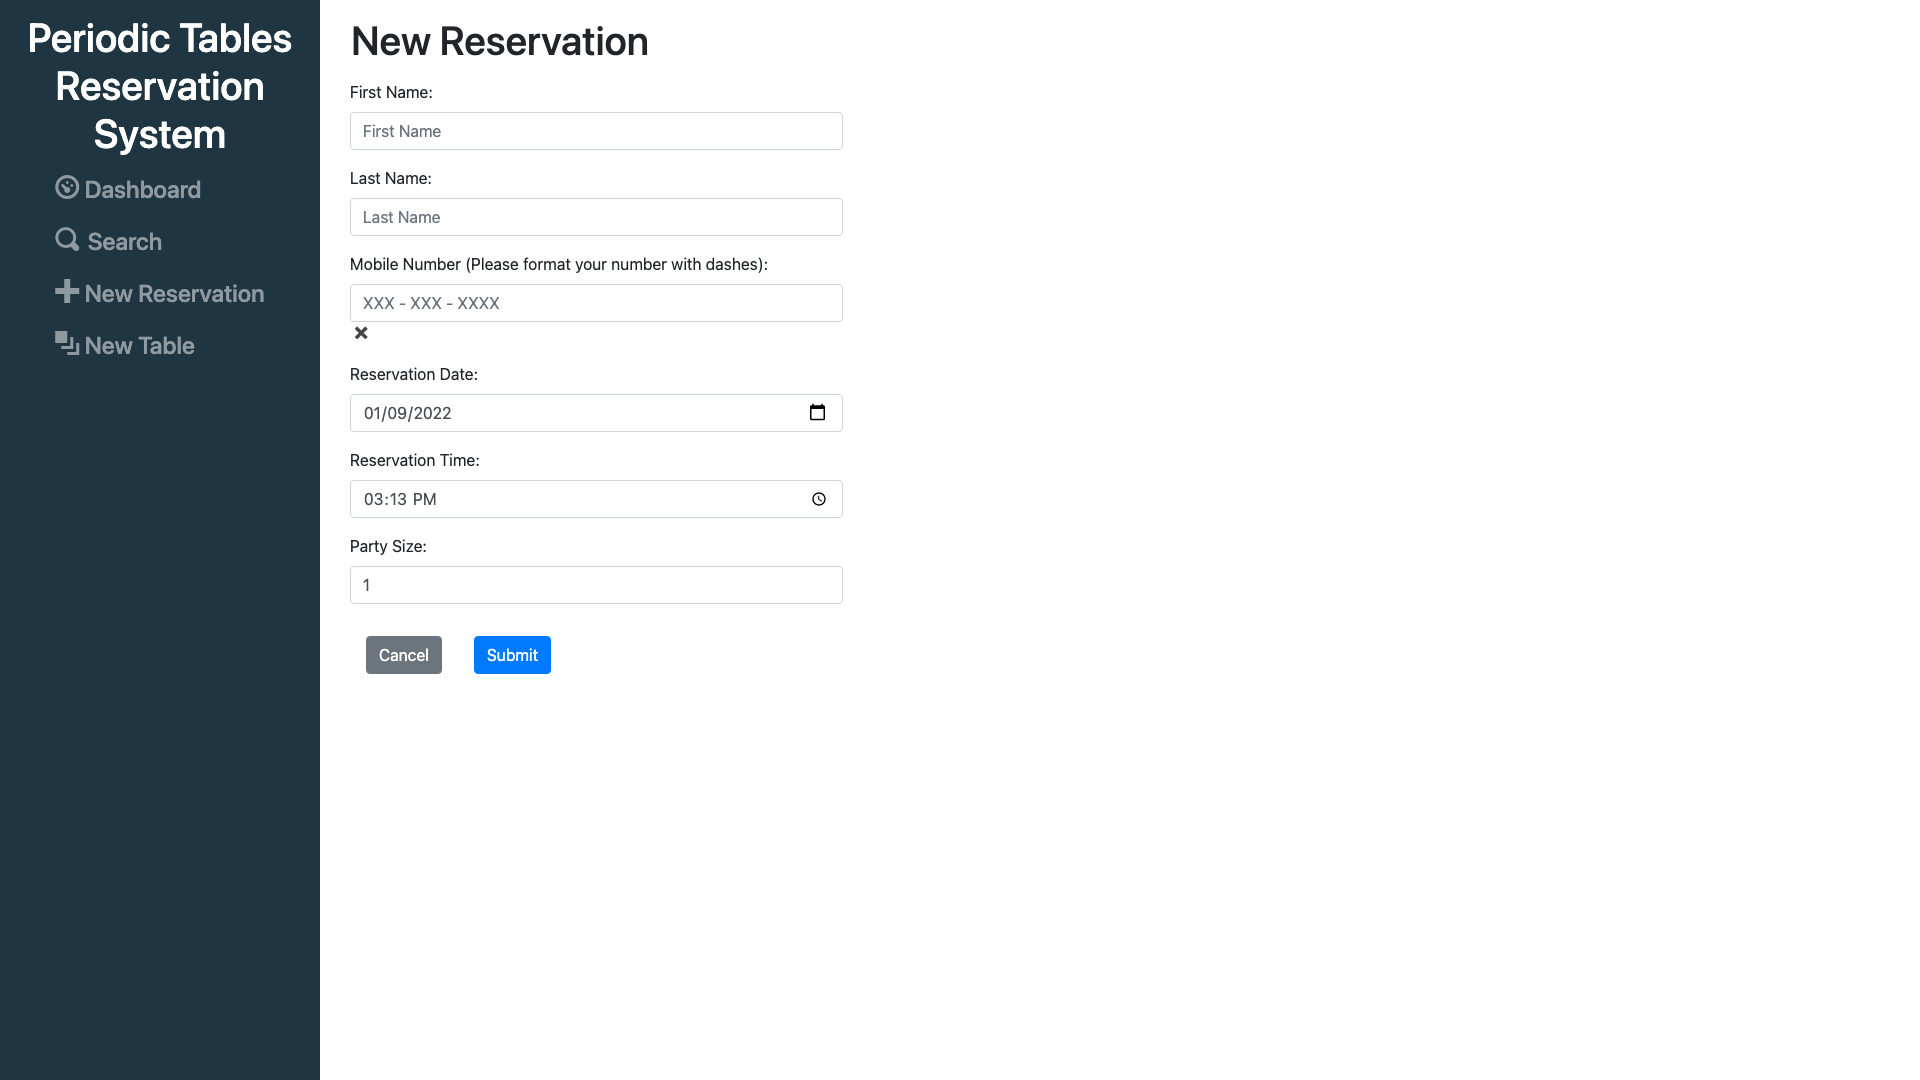 Periodic Tables
Reservation
System
Dashboard
Search
New Reservation
New Table
New Reservation
First Name:
First Name
Last Name:
Last Name
Mobile Number (Please format your number with dashes):
XXX - XXX - XXXX
Reservation Date:
01/09/2022
Reservation Time:
03:13 PM
Party Size:
1
Cancel
Submit